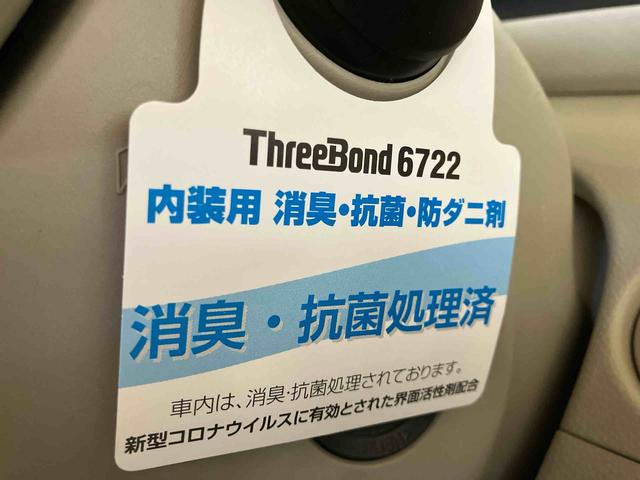 ThreeBond 6722
内装用 消臭・抗菌・防ダニ剤
消臭・抗菌処理済
車内は、消臭・抗菌処理されております。
新型コロナウイルスに有効とされた界面活性剤配合